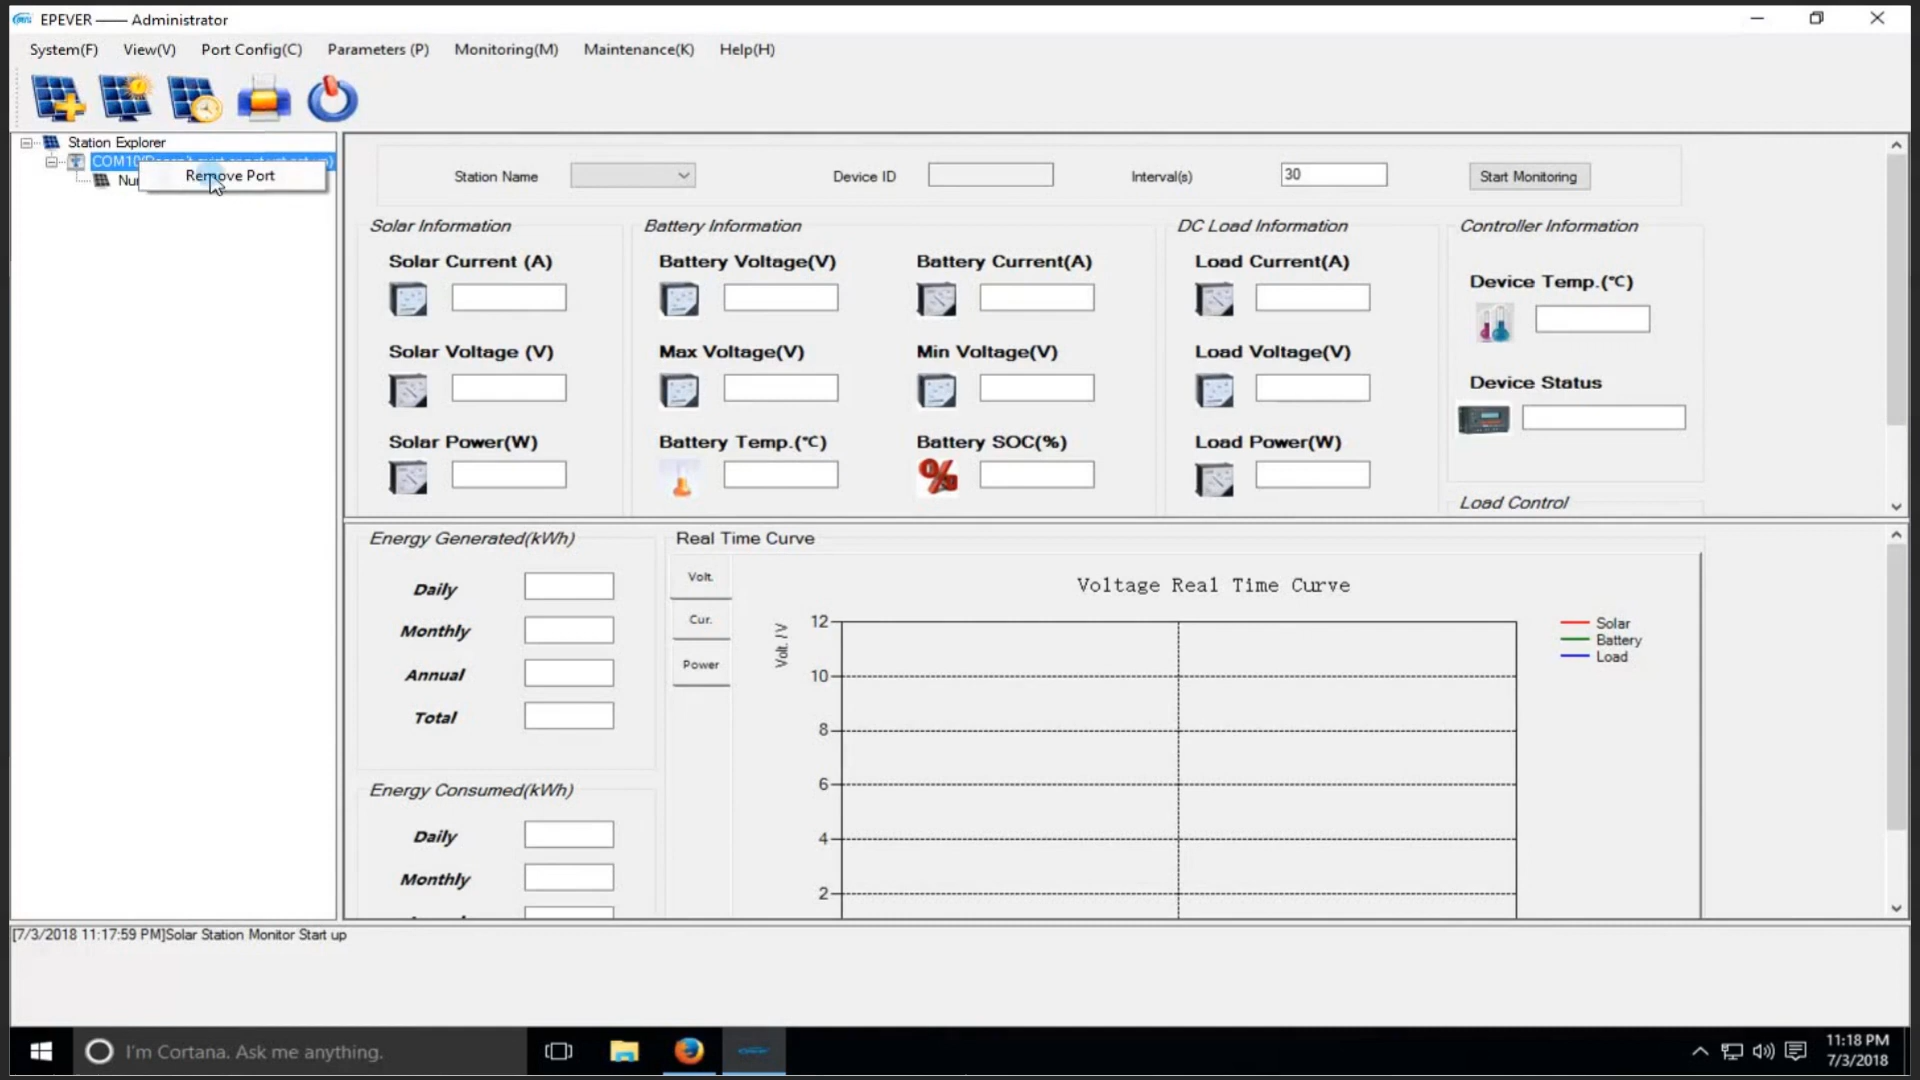 EPEVER —— Administrator
System(F) View(V) Port Config(C) Parameters (P) Monitoring(M) Maintenance(K) Help(H)
Station Explorer
Remove Port
Station Name
Device ID
Interval(s)
30
Start Monitoring
Solar Information
Solar Current (A)
Solar Voltage (V)
Solar Power(W)
Battery Information
Battery Voltage(V)
Battery Current(A)
Max Voltage(V)
Min Voltage(V)
Battery Temp.(℃)
Battery SOC(%)
DC Load Information
Load Current(A)
Load Voltage(V)
Load Power(W)
Controller Information
Device Temp.(℃)
Device Status
Load Control
Energy Generated(kWh)
Daily
Monthly
Annual
Total
Energy Consumed(kWh)
Daily
Monthly
Real Time Curve
Volt.
Cur.
Power
Voltage Real Time Curve
Volt. /V
12
10
8
6
4
2
Solar
Battery
Load
[7/3/2018 11:17:59 PM]Solar Station Monitor Start up
I'm Cortana. Ask me anything.
11:18 PM
7/3/2018